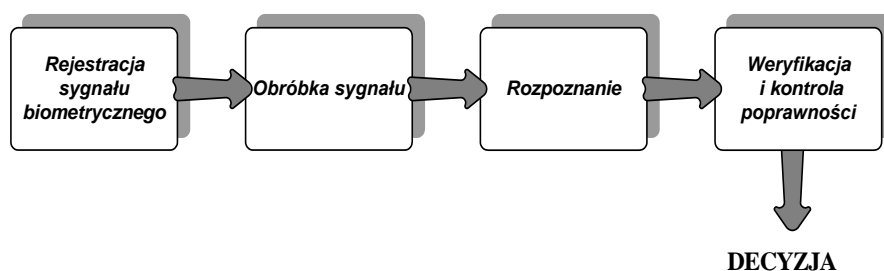 Rejestracja
sygnału
biometrycznego
Obróbka sygnału
Rozpoznanie
Weryfikacja
i kontrola
poprawności
DECYZJA